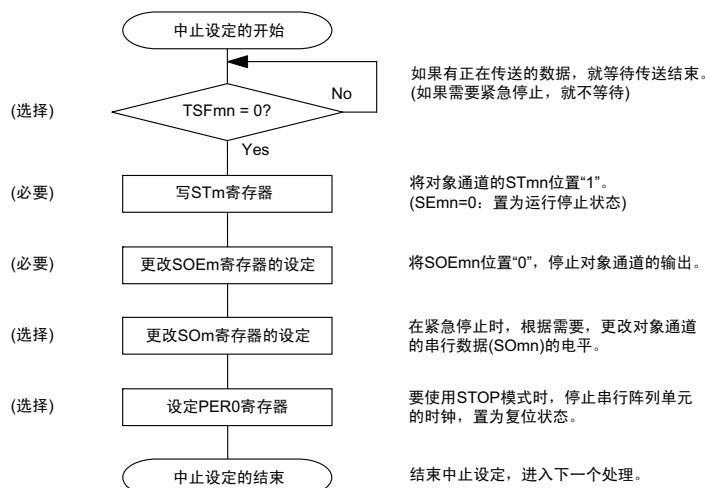 中止设定的开始
如果有正在传送的数据，就等待传送结束。
(如果需要紧急停止，就不等待)
No
(选择)
TSFmn = 0?
Yes
(必要)
写STm寄存器
将对象通道的STmn位置“1”。
(SEmn=0：置为运行停止状态)
(必要)
更改SOEm寄存器的设定
将SOEmn位置“0”，停止对象通道的输出。
(选择)
更改SOm寄存器的设定
在紧急停止时，根据需要，更改对象通道
的串行数据(SOmn)的电平。
(选择)
设定PER0寄存器
要使用STOP模式时，停止串行阵列单元
的时钟，置为复位状态。
中止设定的结束
结束中止设定，进入下一个处理。